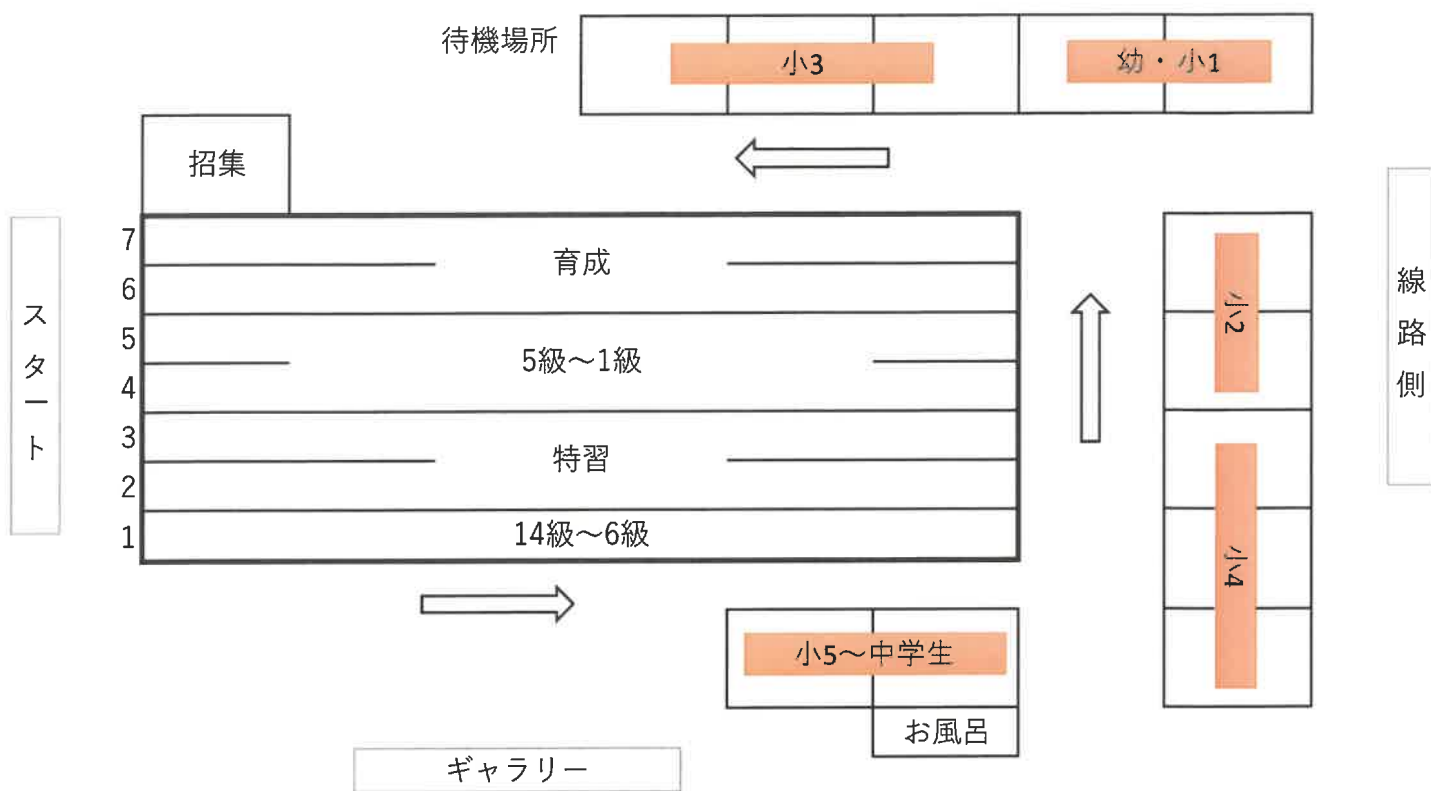 待機場所
小3
幼・小1
招集
スタート
7
6
5
4
3
2
1
育成
5級～1級
特習
14級～6級
小2
小4
線路側
小5～中学生
お風呂
ギャラリー